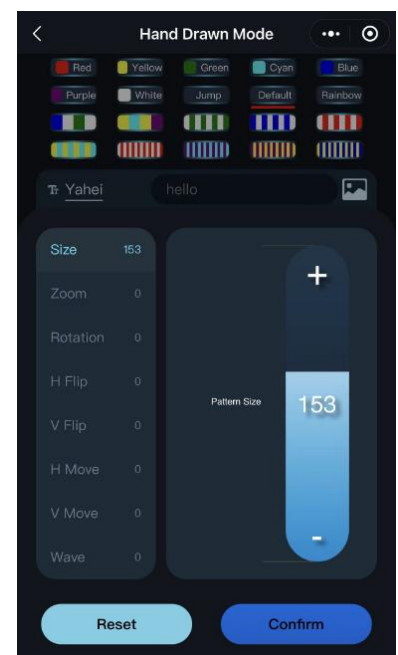 Hand Drawn Mode
Red Yellow Green Cyan Blue
Purple White Jump Default Rainbow
Tr Yahei hello
Size 153
Zoom 0
Rotation 0
H Flip 0
V Flip 0
H Move 0
V Move 0
Wave 0
+
Pattern Size 153
-
Reset Confirm